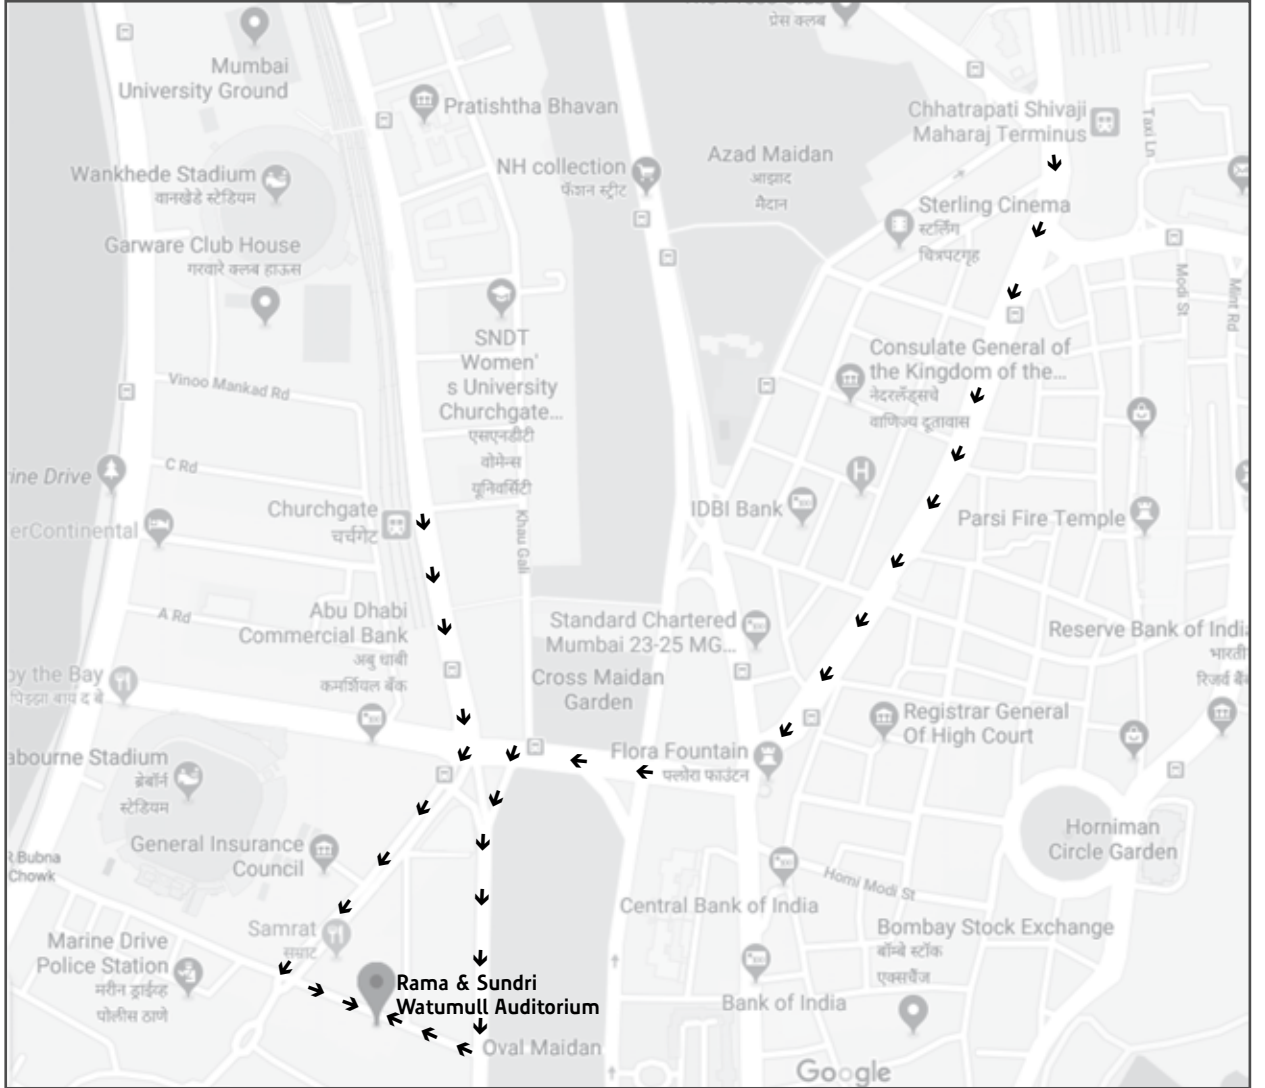 प्रेस क्लब
Mumbai
University Ground
Pratishtha Bhavan
Chhatrapati Shivaji
Maharaj Terminus
Taxi Ln
Wankhede Stadium
वानखेडे स्टेडियम
NH collection
फॅशन स्ट्रीट
Azad Maidan
आझाद
मैदान
Sterling Cinema
स्टर्लिंग
चित्रपटगृह
Garware Club House
गरवारे क्लब हाऊस
Modi St
Mint Rd
SNDT
Women'
s University
Churchgate...
एसएनडीटी
वोमेन्स
यूनिवर्सिटी
Consulate General of
the Kingdom of the...
नेदरलँड्सचे
वाणिज्य दूतावास
Vinoo Mankad Rd
C Rd
ine Drive
Churchgate
चर्चगेट
Khau Gali
IDBI Bank
Parsi Fire Temple
erContinental
A Rd
Abu Dhabi
Commercial Bank
अबु धाबी
कमर्शियल बँक
Standard Chartered
Mumbai 23-25 MG...
Reserve Bank of India
भारती
रिजर्व बैं
Cross Maidan
Garden
by the Bay
पिझ्झा बाय द बे
Registrar General
Of High Court
Flora Fountain
फ्लोरा फाउंटन
abourne Stadium
ब्रेबॉर्न
स्टेडियम
General Insurance
Council
Horniman
Circle Garden
R.Bubna
Chowk
Homi Modi St
Central Bank of India
Samrat
सम्राट
Bombay Stock Exchange
बॉम्बे स्टॉक
एक्सचेंज
Marine Drive
Police Station
मरीन ड्राईव्ह
पोलीस ठाणे
Rama & Sundri
Watumull Auditorium
Bank of India
Oval Maidan
Google